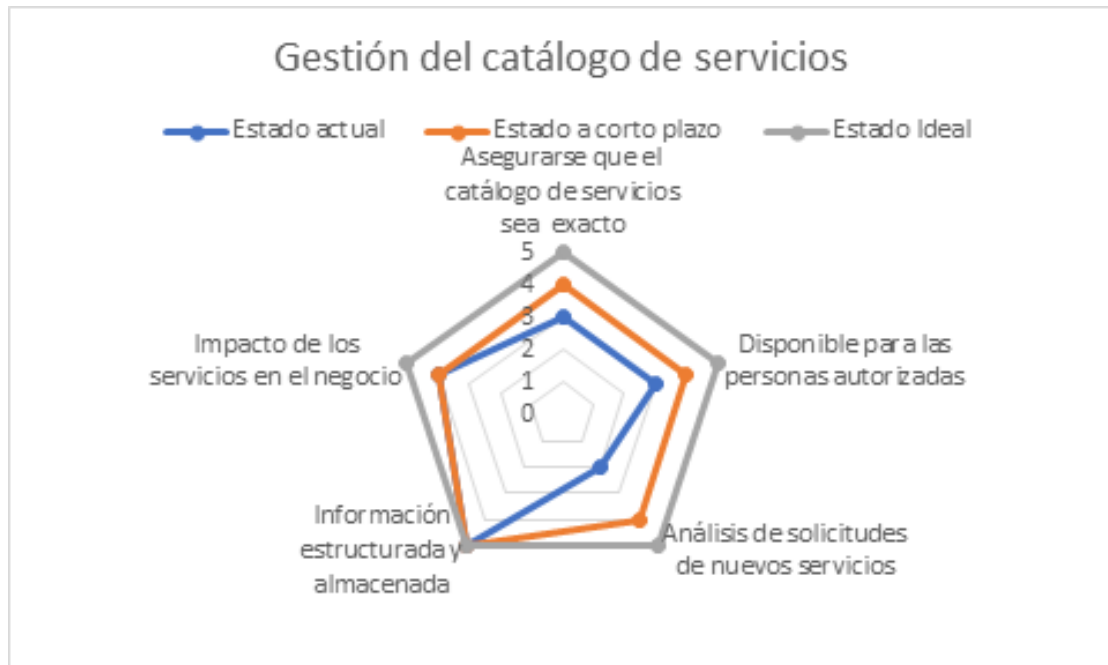 Gestión del catálogo de servicios
Estado actual
Estado a corto plazo
Estado Ideal
Asegurarse que el
catálogo de servicios
sea exacto
5
4
3
2
1
0
Disponible para las
personas autorizadas
Análisis de solicitudes
de nuevos servicios
Información
estructurada y
almacenada
Impacto de los
servicios en el negocio